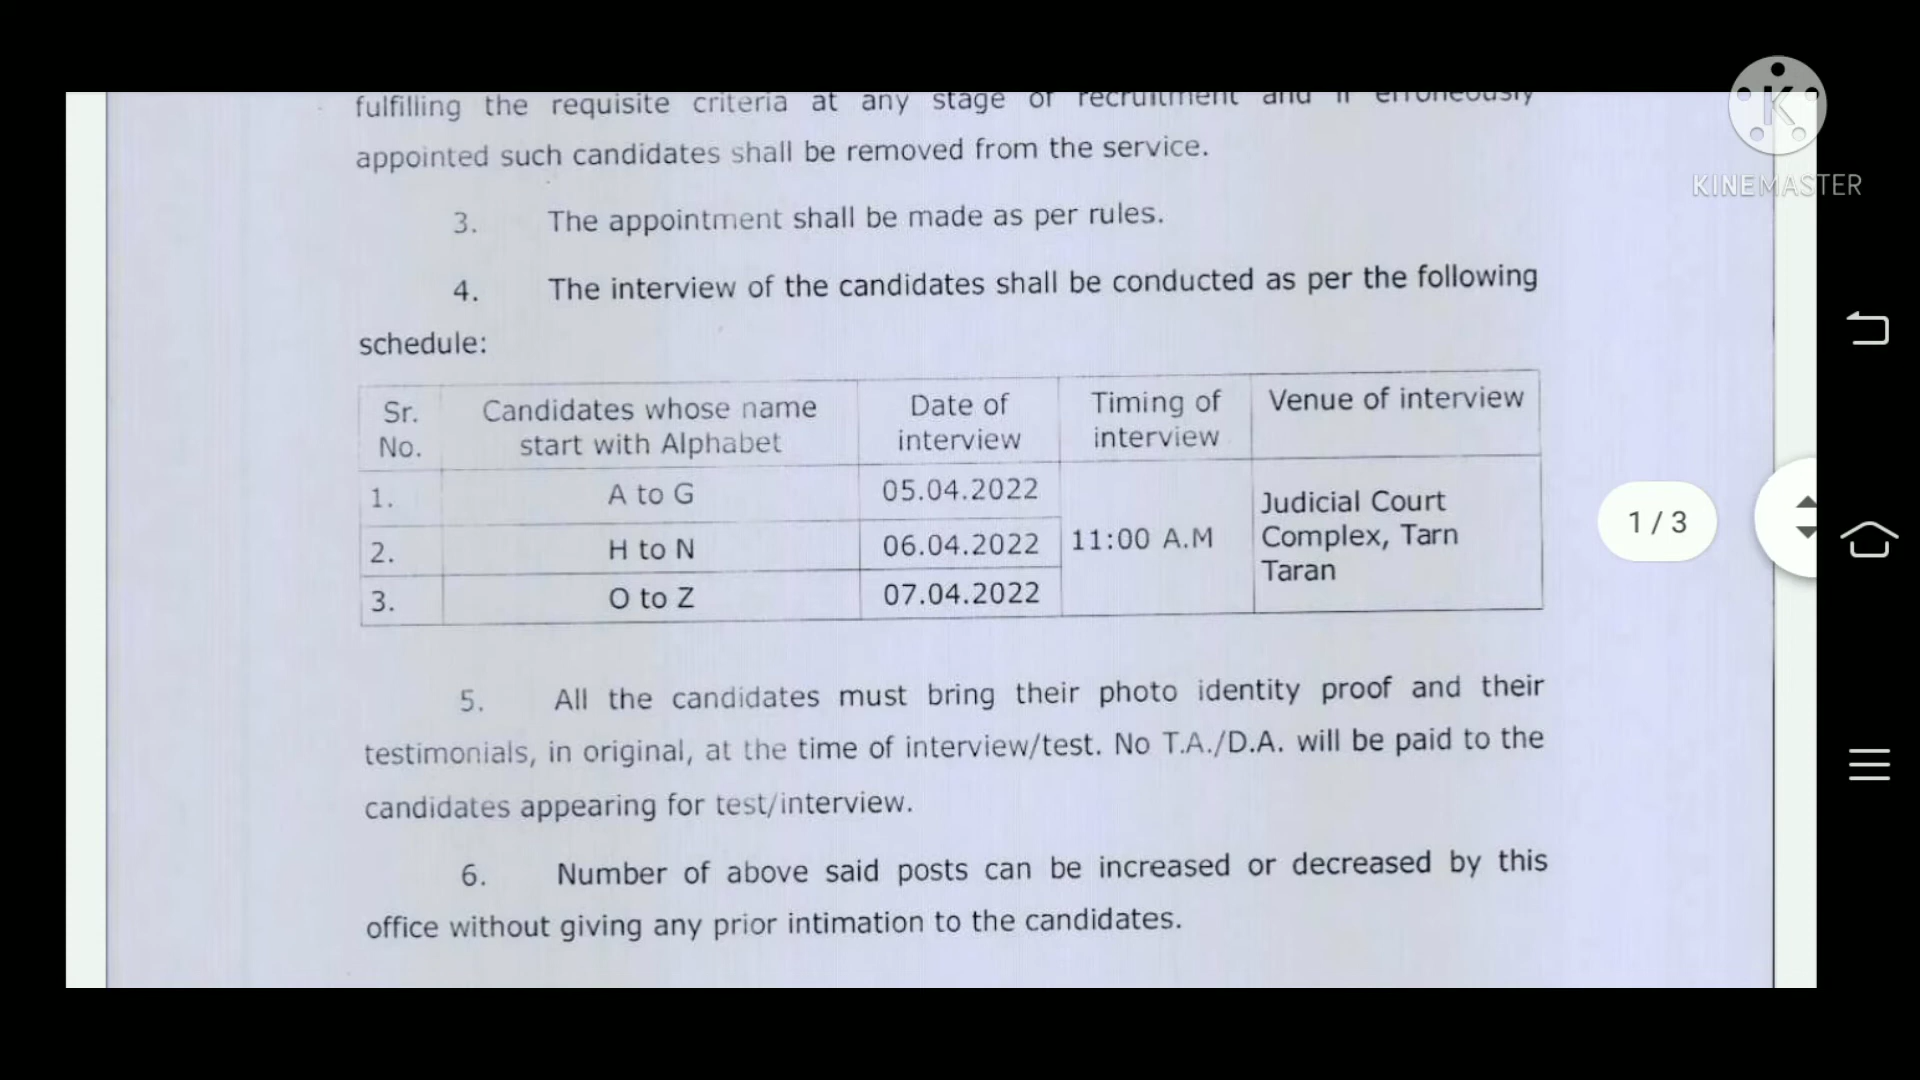 fulfilling the requisite criteria at any stage of recruitment and if erroneously
appointed such candidates shall be removed from the service.
3. The appointment shall be made as per rules.
4. The interview of the candidates shall be conducted as per the following
schedule:
Sr. No. Candidates whose name start with Alphabet Date of interview Timing of interview Venue of interview
1. A to G 05.04.2022
2. H to N 06.04.2022 11:00 A.M Judicial Court Complex, Tarn Taran
3. O to Z 07.04.2022
5. All the candidates must bring their photo identity proof and their
testimonials, in original, at the time of interview/test. No T.A./D.A. will be paid to the
candidates appearing for test/interview.
6. Number of above said posts can be increased or decreased by this
office without giving any prior intimation to the candidates.
K
KINEMASTER
1 / 3